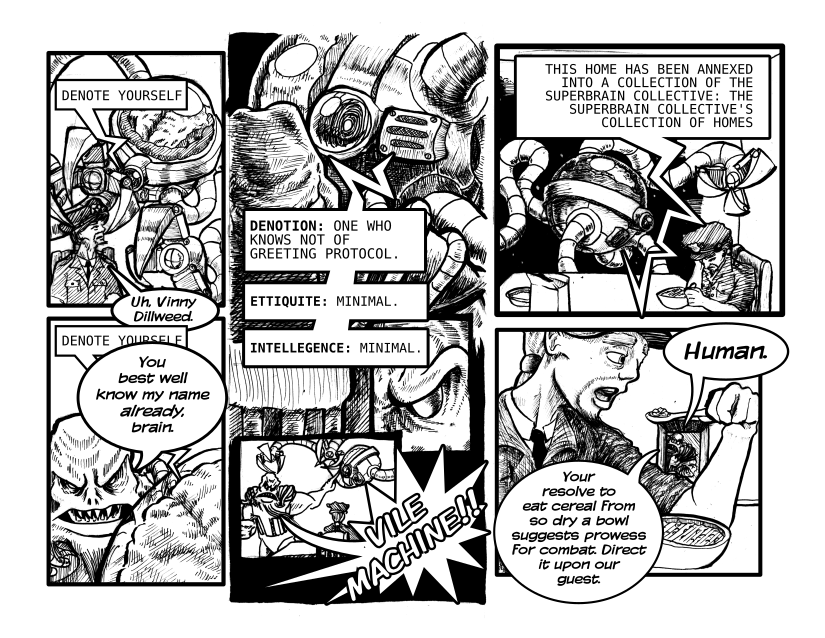 DENOTE YOURSELF
Uh, Vinny
Dillweed.
DENOTE YOURSELF
You
best well
know my name
already,
brain.
DENOTION: ONE WHO
KNOWS NOT OF
GREETING PROTOCOL.
ETTIQUITE: MINIMAL.
INTELLEGENCE: MINIMAL.
VILE
MACHINE!!
THIS HOME HAS BEEN ANNEXED
INTO A COLLECTION OF THE
SUPERBRAIN COLLECTIVE: THE
SUPERBRAIN COLLECTIVE'S
COLLECTION OF HOMES
Human.
Your
resolve to
eat cereal from
so dry a bowl
suggests prowess
for combat. Direct
it upon our
guest.